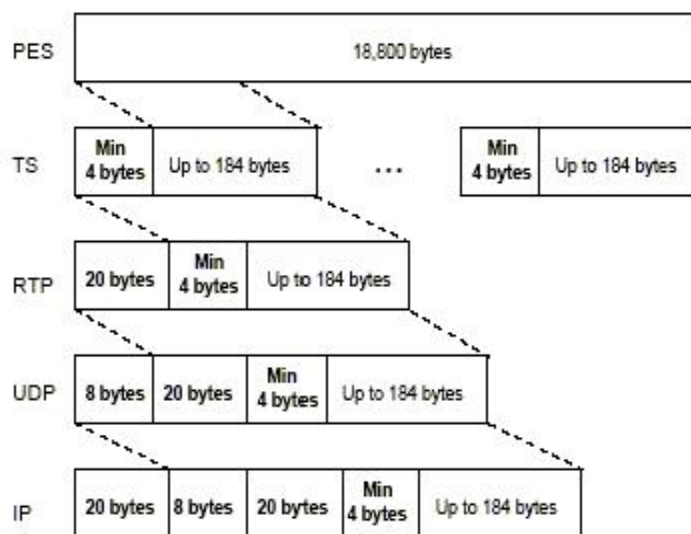 PES 18,800 bytes
TS Min 4 bytes Up to 184 bytes ... Min 4 bytes Up to 184 bytes
RTP 20 bytes Min 4 bytes Up to 184 bytes
UDP 8 bytes 20 bytes Min 4 bytes Up to 184 bytes
IP 20 bytes 8 bytes 20 bytes Min 4 bytes Up to 184 bytes